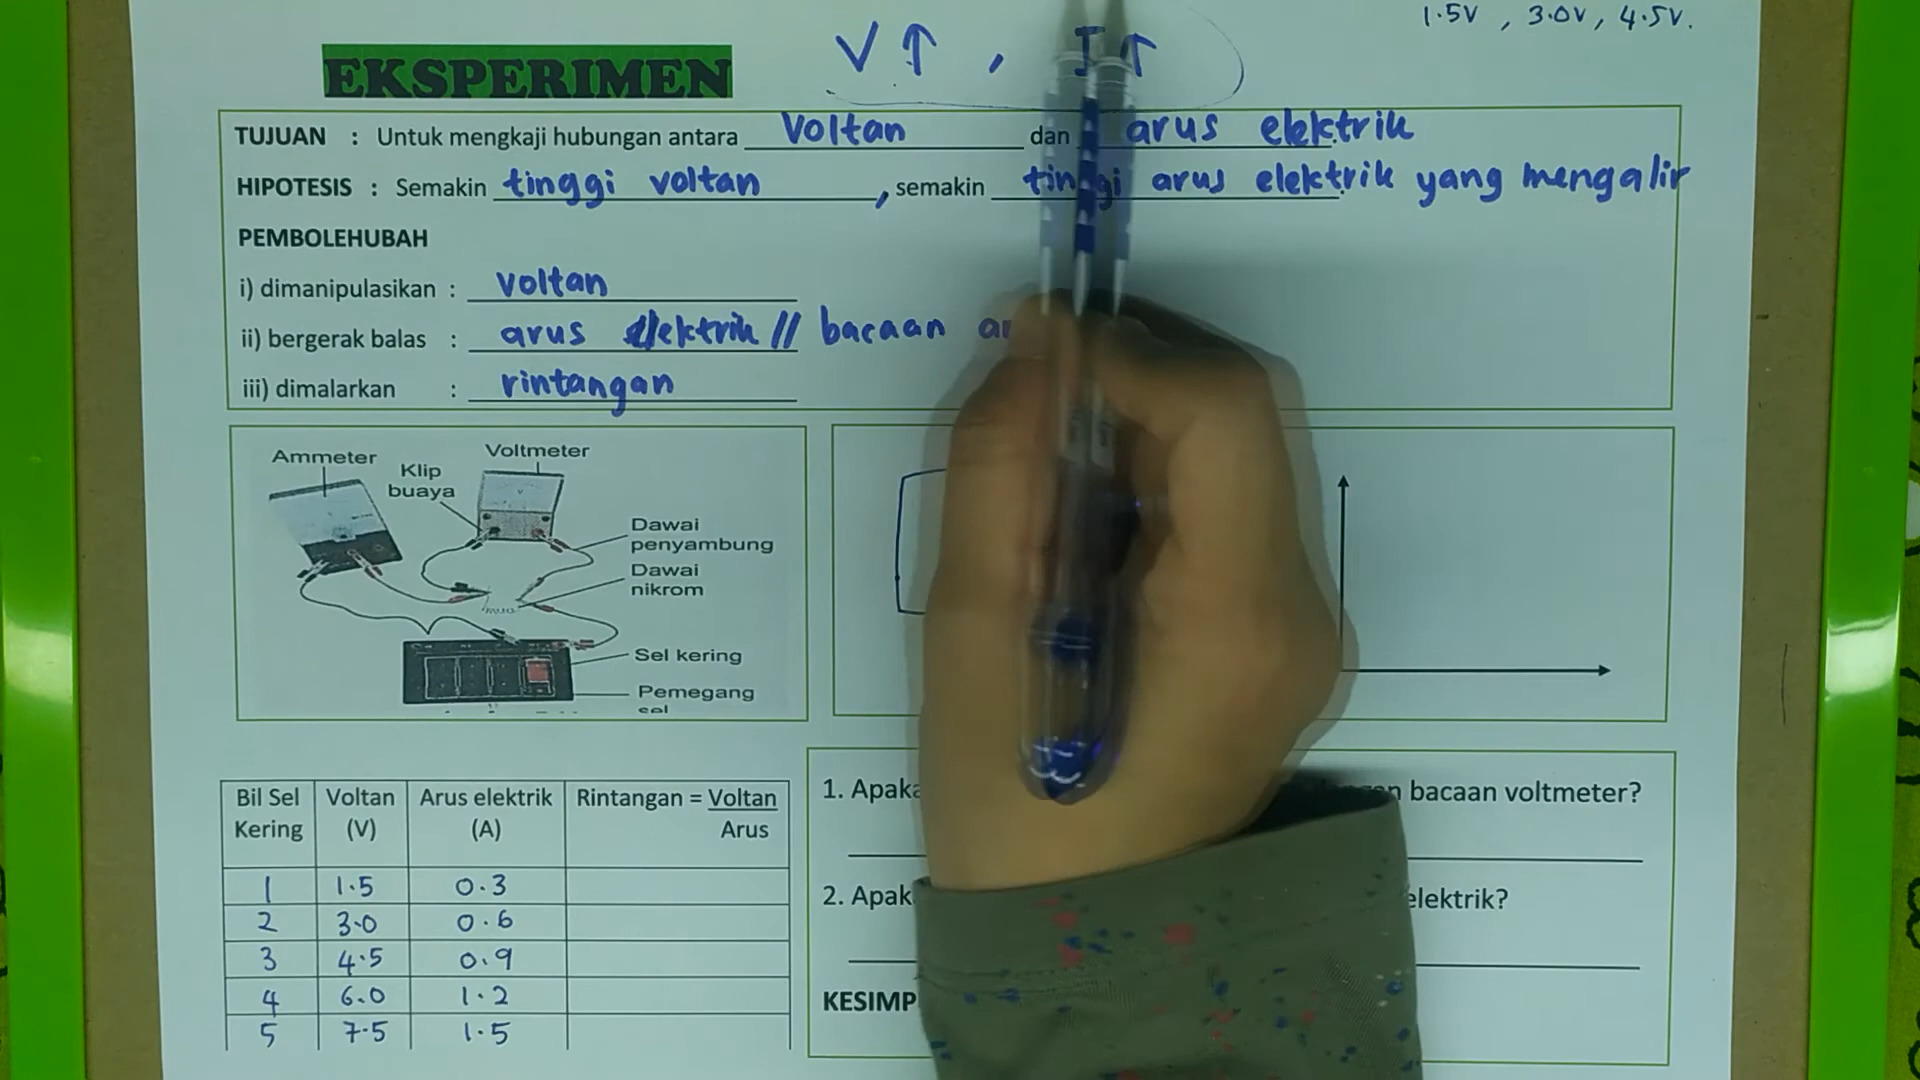 1.5V , 3.0V, 4.5V.
V↑ , I↑
EKSPERIMEN
TUJUAN : Untuk mengkaji hubungan antara Voltan dan arus elektrik
HIPOTESIS : Semakin tinggi voltan, semakin tinggi arus elektrik yang mengalir
PEMBOLEHUBAH
i) dimanipulasikan : voltan
ii) bergerak balas : arus elektrik // bacaan
iii) dimalarkan : rintangan
Ammeter
Klip buaya
Voltmeter
Dawai penyambung
Dawai nikrom
Sel kering
Pemegang
Bil Sel Kering Voltan (V) Arus elektrik (A) Rintangan = Voltan Arus
1 1.5 0.3
2 3.0 0.6
3 4.5 0.9
4 6.0 1.2
5 7.5 1.5
1. bacaan voltmeter?
2. elektrik?